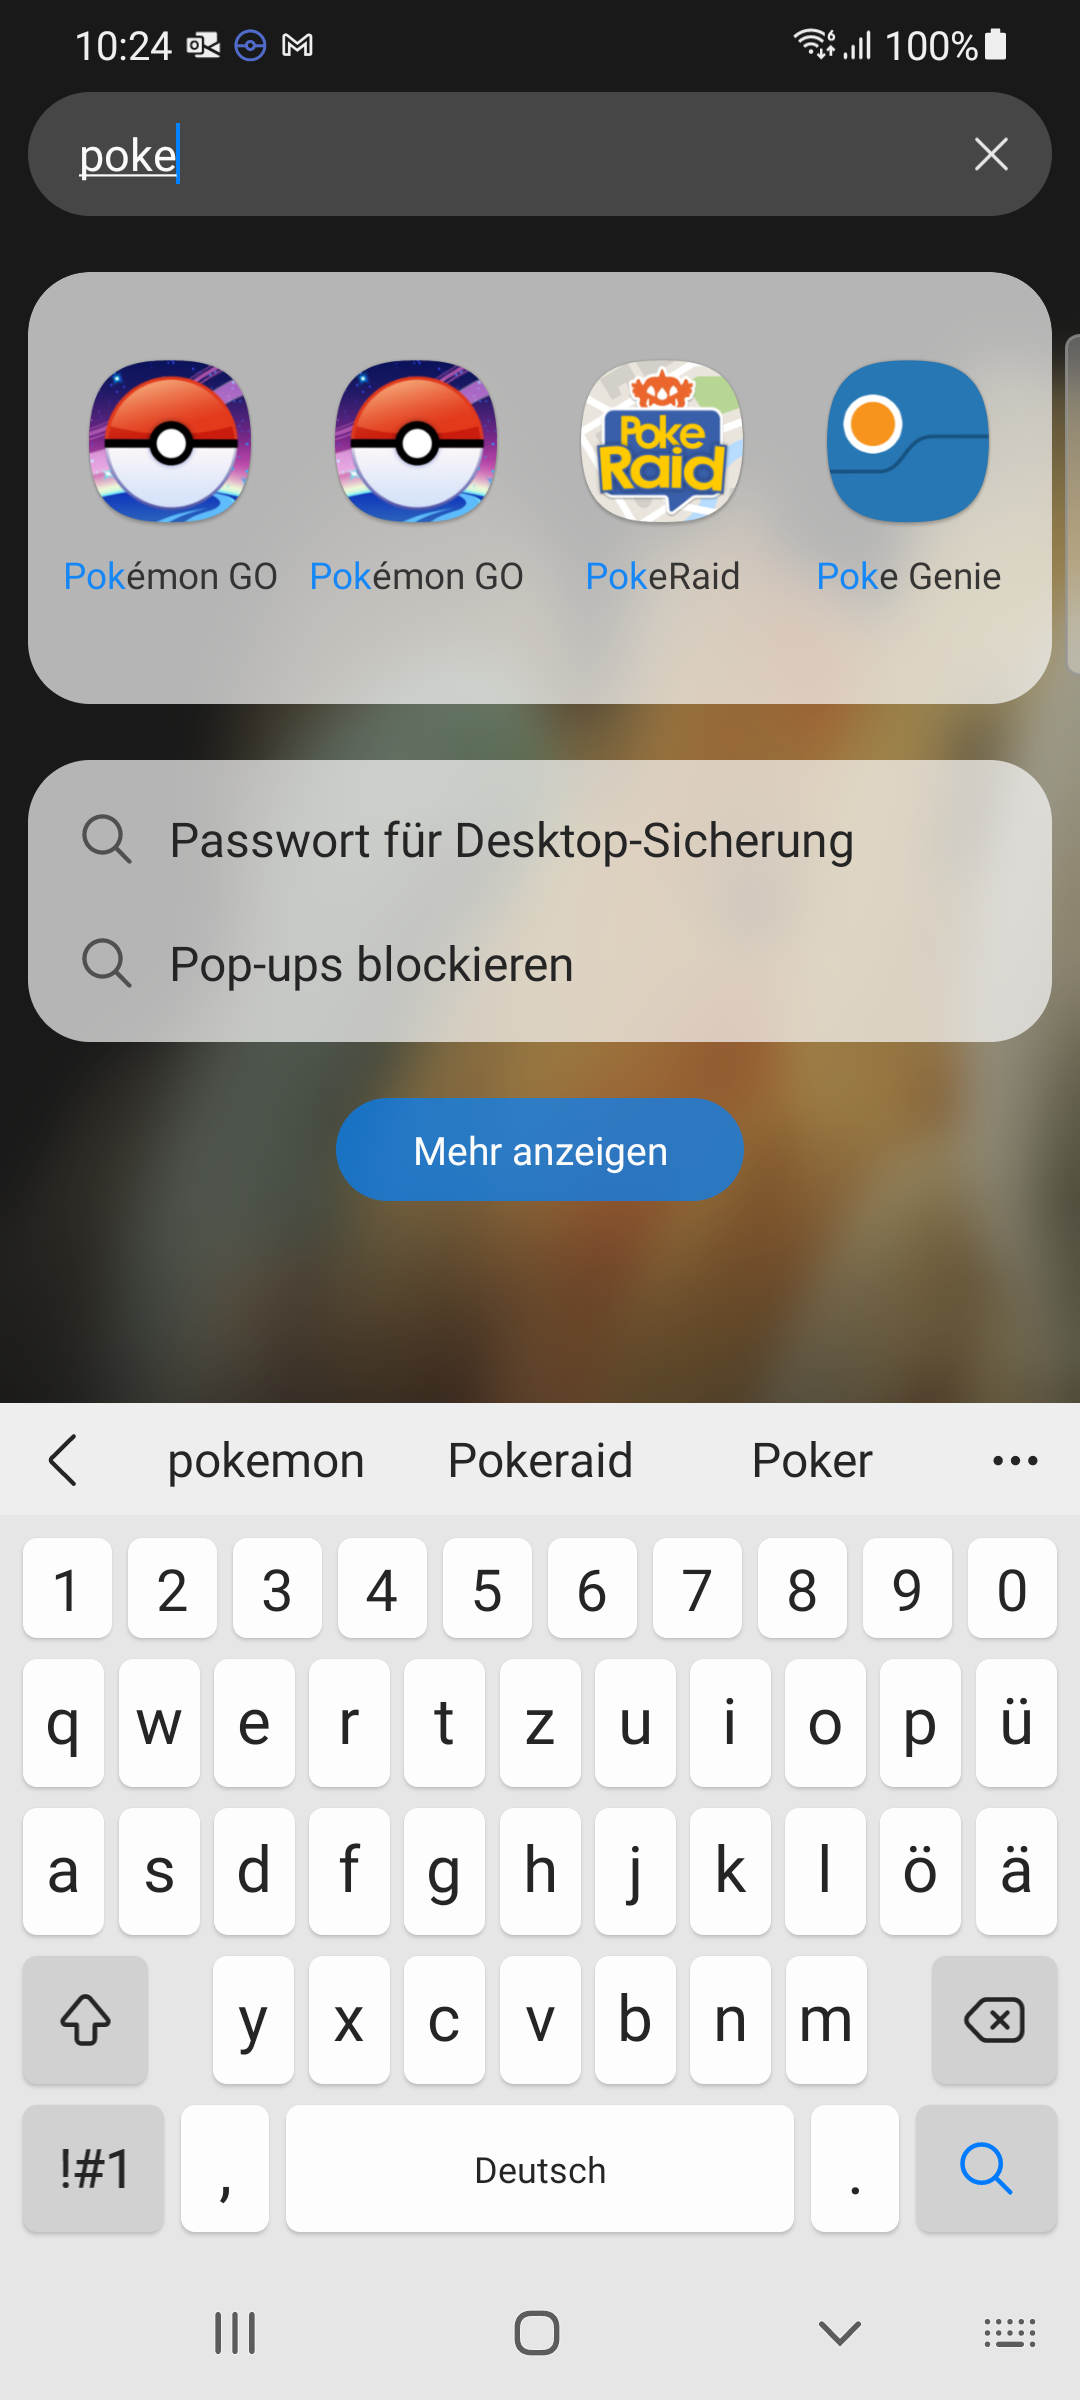 10:24 100%
poke
Poke
Raid
Pokémon GO Pokémon GO PokeRaid Poke Genie
Passwort für Desktop-Sicherung
Pop-ups blockieren
Mehr anzeigen
pokemon Pokeraid Poker
1 2 3 4 5 6 7 8 9 0
q w e r t z u i o p ü
a s d f g h j k l ö ä
y x c v b n m
!#1 , Deutsch .